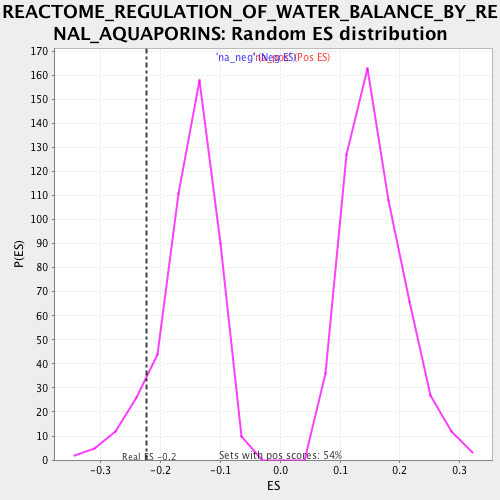 REACTOME_REGULATION_OF_WATER_BALANCE_BY_RE
NAL_AQUAPORINS: Random ES distribution
170
160
150
140
130
120
110
100
90
80
70
60
50
40
30
20
10
0
P(ES)
'na_neg' (Neg ES)
'na_pos' (Pos ES)
Real ES -0.2
Sets with pos scores: 54%
-0.3 -0.2 -0.1 0.0 0.1 0.2 0.3
ES